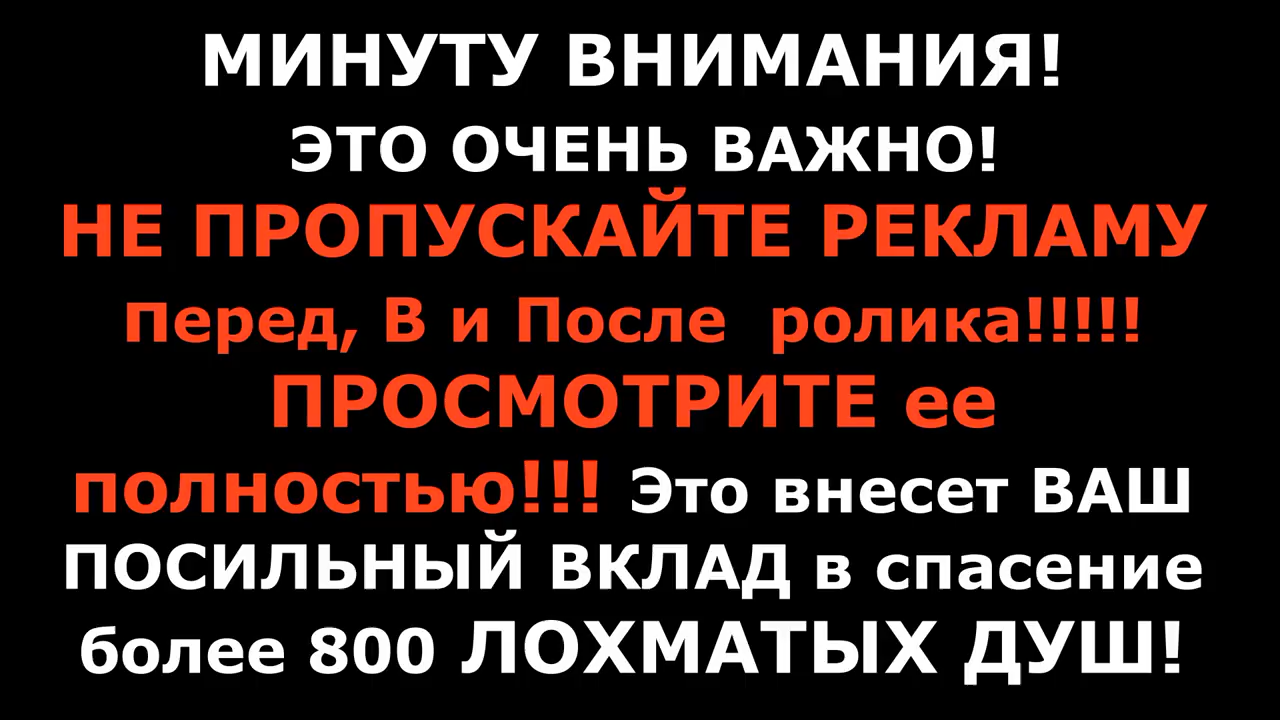 МИНУТУ ВНИМАНИЯ!
ЭТО ОЧЕНЬ ВАЖНО!
НЕ ПРОПУСКАЙТЕ РЕКЛАМУ
перед, В и После ролика!!!!!
ПРОСМОТРИТЕ ее
полностью!!! Это внесет ВАШ
ПОСИЛЬНЫЙ ВКЛАД в спасение
более 800 ЛОХМАТЫХ ДУШ!